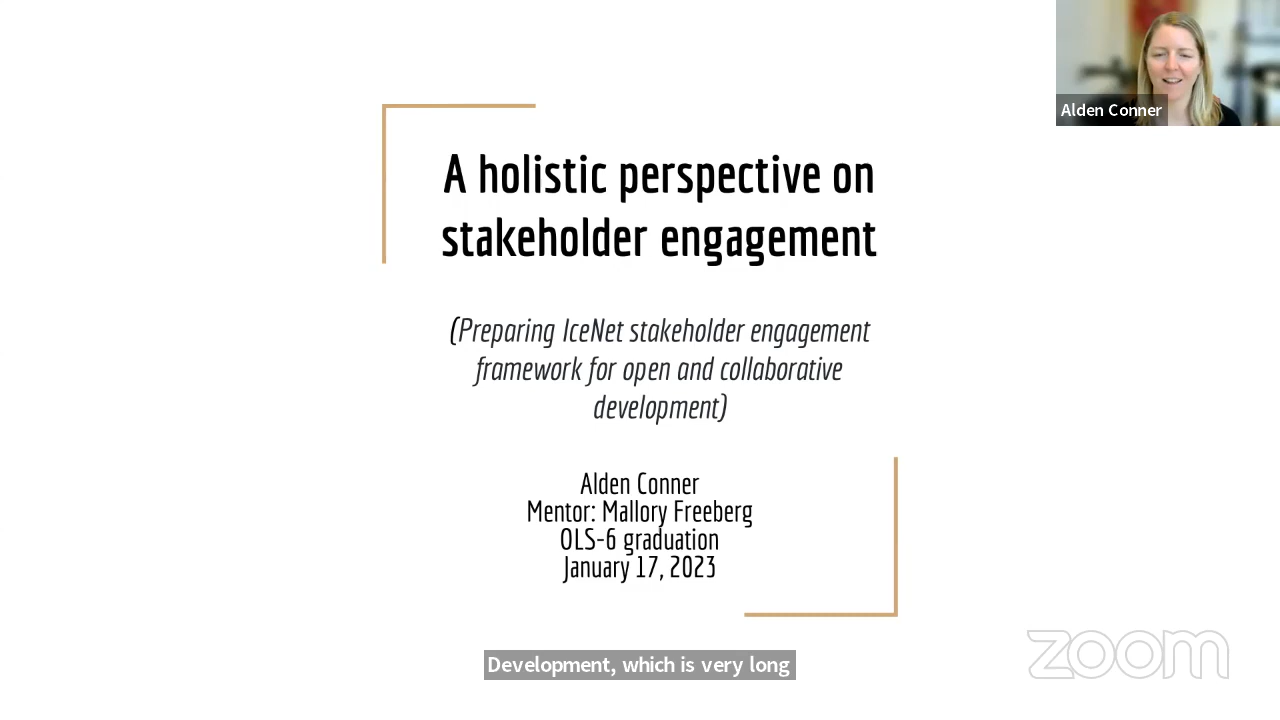 Alden Conner
A holistic perspective on
stakeholder engagement
(Preparing IceNet stakeholder engagement
framework for open and collaborative
development)
Alden Conner
Mentor: Mallory Freeberg
OLS-6 graduation
January 17, 2023
Development, which is very long
zoom